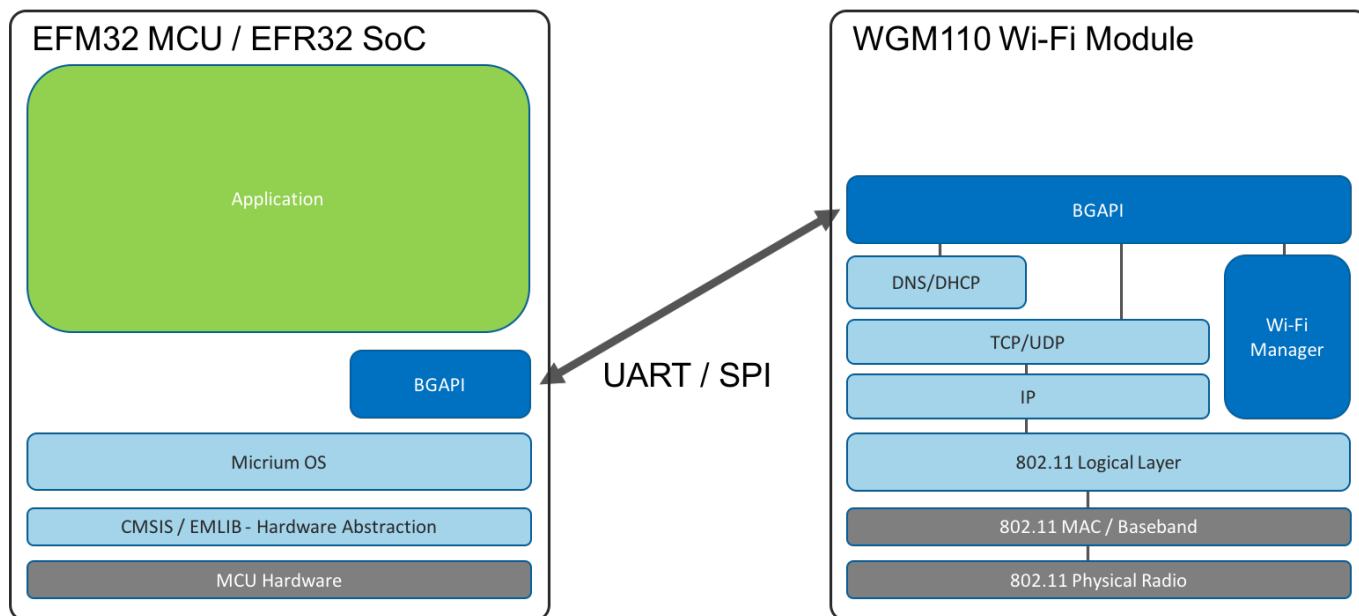 EFM32 MCU / EFR32 SoC
Application
BGAPI
Micrium OS
CMSIS / EMLIB - Hardware Abstraction
MCU Hardware
UART / SPI
WGM110 Wi-Fi Module
BGAPI
DNS/DHCP
TCP/UDP
IP
Wi-Fi
Manager
802.11 Logical Layer
802.11 MAC / Baseband
802.11 Physical Radio